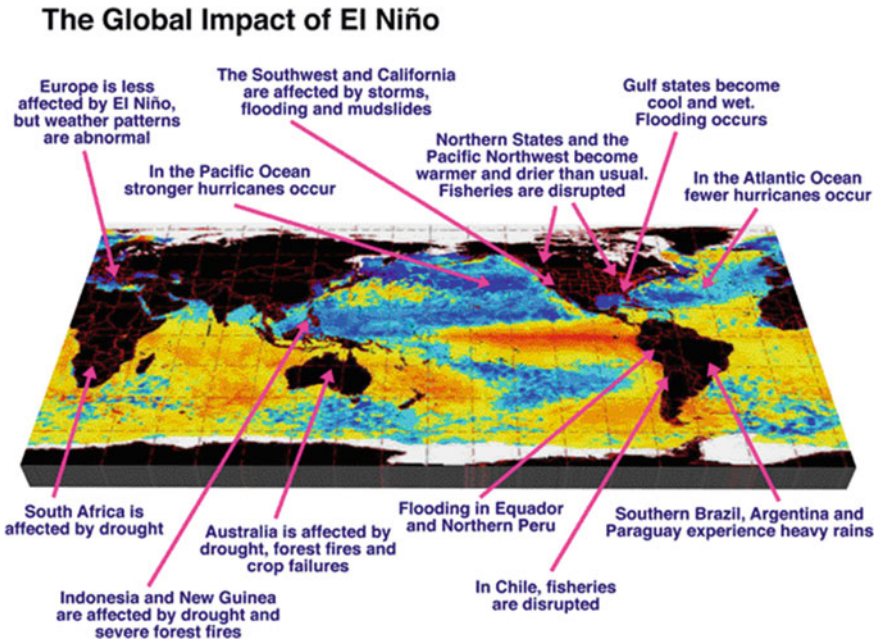 The Global Impact of El Niño
Europe is less
affected by El Niño,
but weather patterns
are abnormal
The Southwest and California
are affected by storms,
flooding and mudslides
Gulf states become
cool and wet.
Flooding occurs
In the Pacific Ocean
stronger hurricanes occur
Northern States and the
Pacific Northwest become
warmer and drier than usual.
Fisheries are disrupted
In the Atlantic Ocean
fewer hurricanes occur
South Africa is
affected by drought
Australia is affected by
drought, forest fires and
crop failures
Indonesia and New Guinea
are affected by drought and
severe forest fires
Flooding in Equador
and Northern Peru
In Chile, fisheries
are disrupted
Southern Brazil, Argentina and
Paraguay experience heavy rains